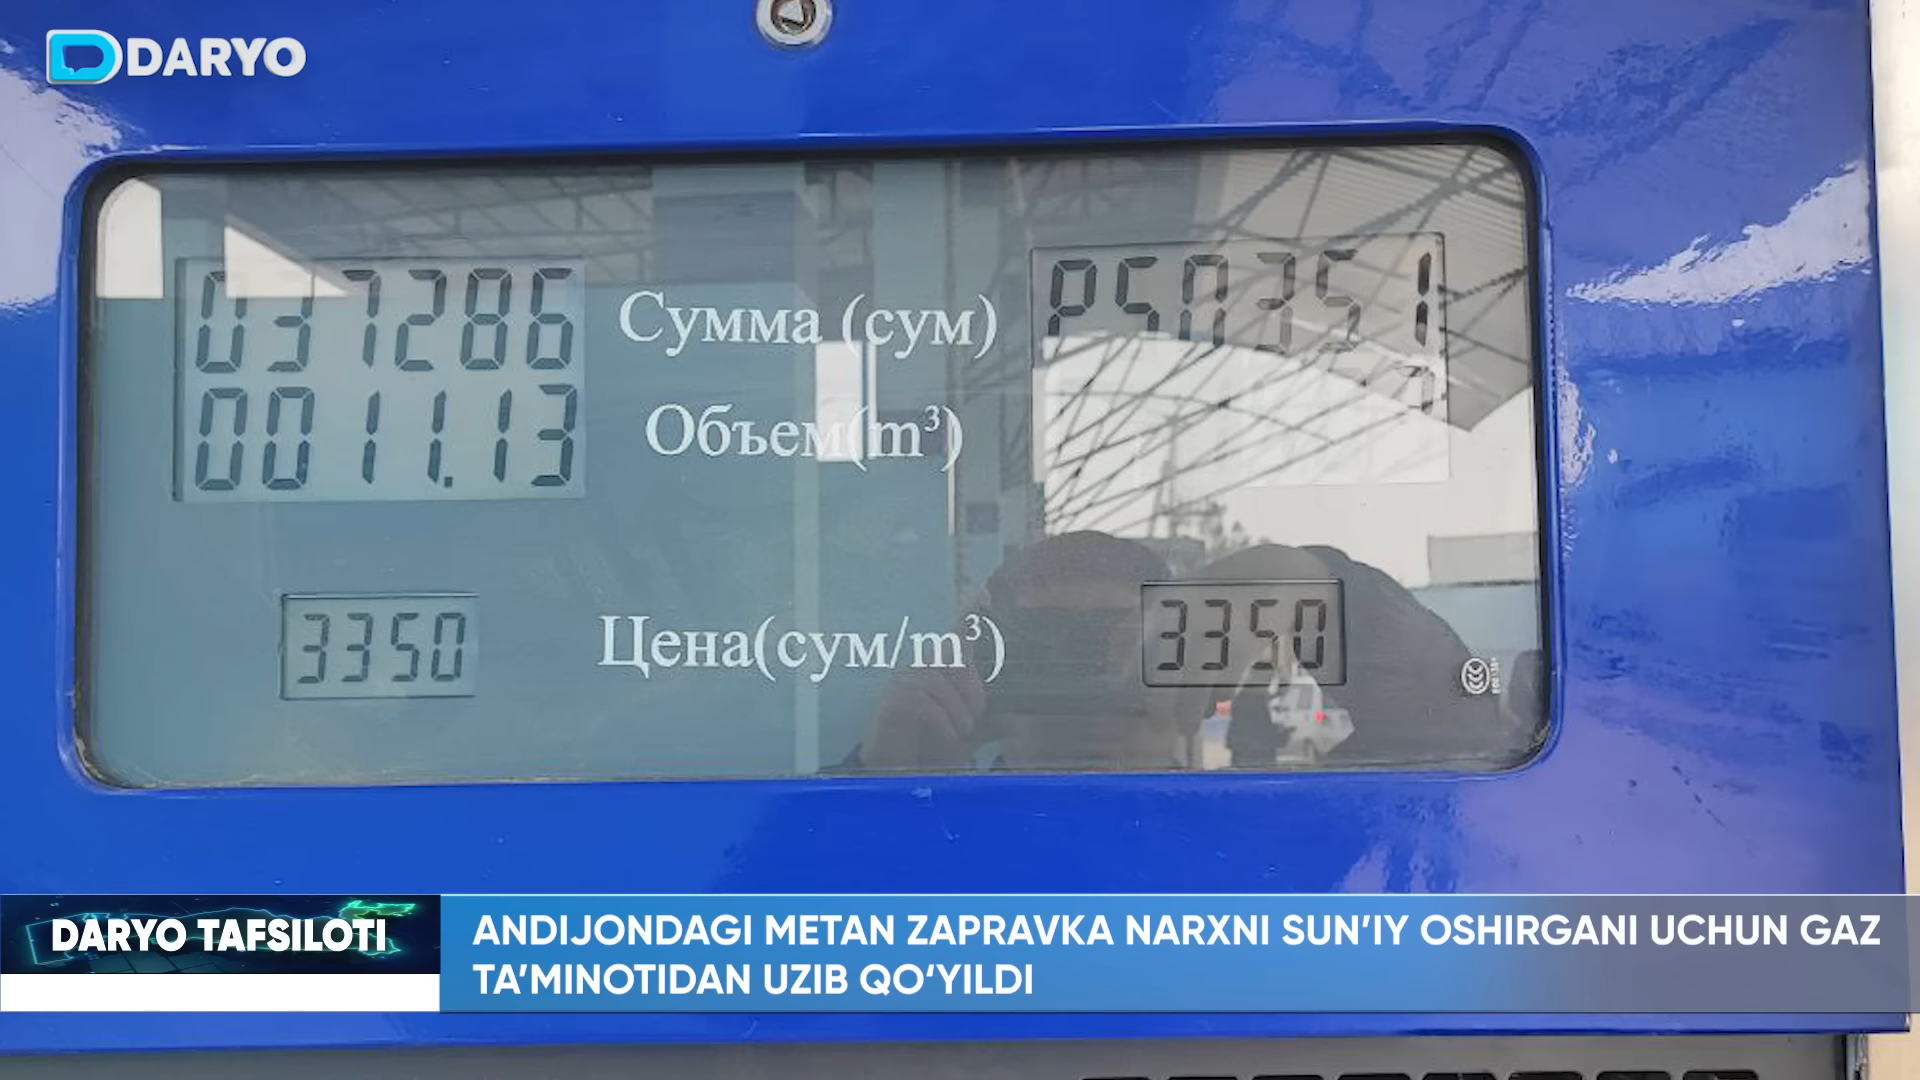 DARYO
037286 Сумма (сум) P50351
0011.13 Объем(m³)
3350 Цена(сум/m³) 3350
DARYO TAFSILOTI
ANDIJONDAGI METAN ZAPRAVKA NARXNI SUN’IY OSHIRGANI UCHUN GAZ
TA’MINOTIDAN UZIB QO‘YILDI